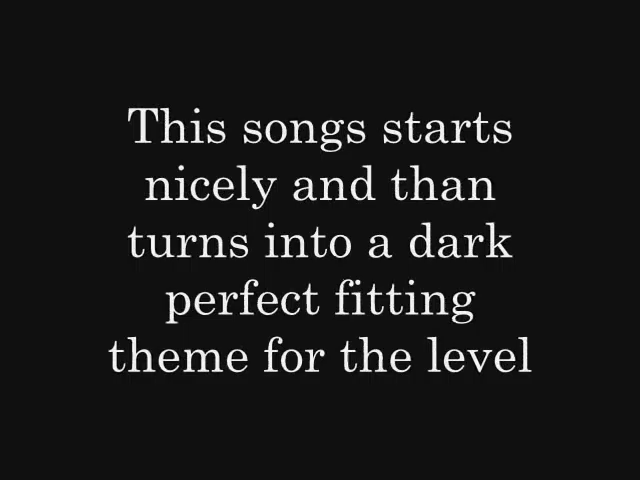 This songs starts
nicely and than
turns into a dark
perfect fitting
theme for the level